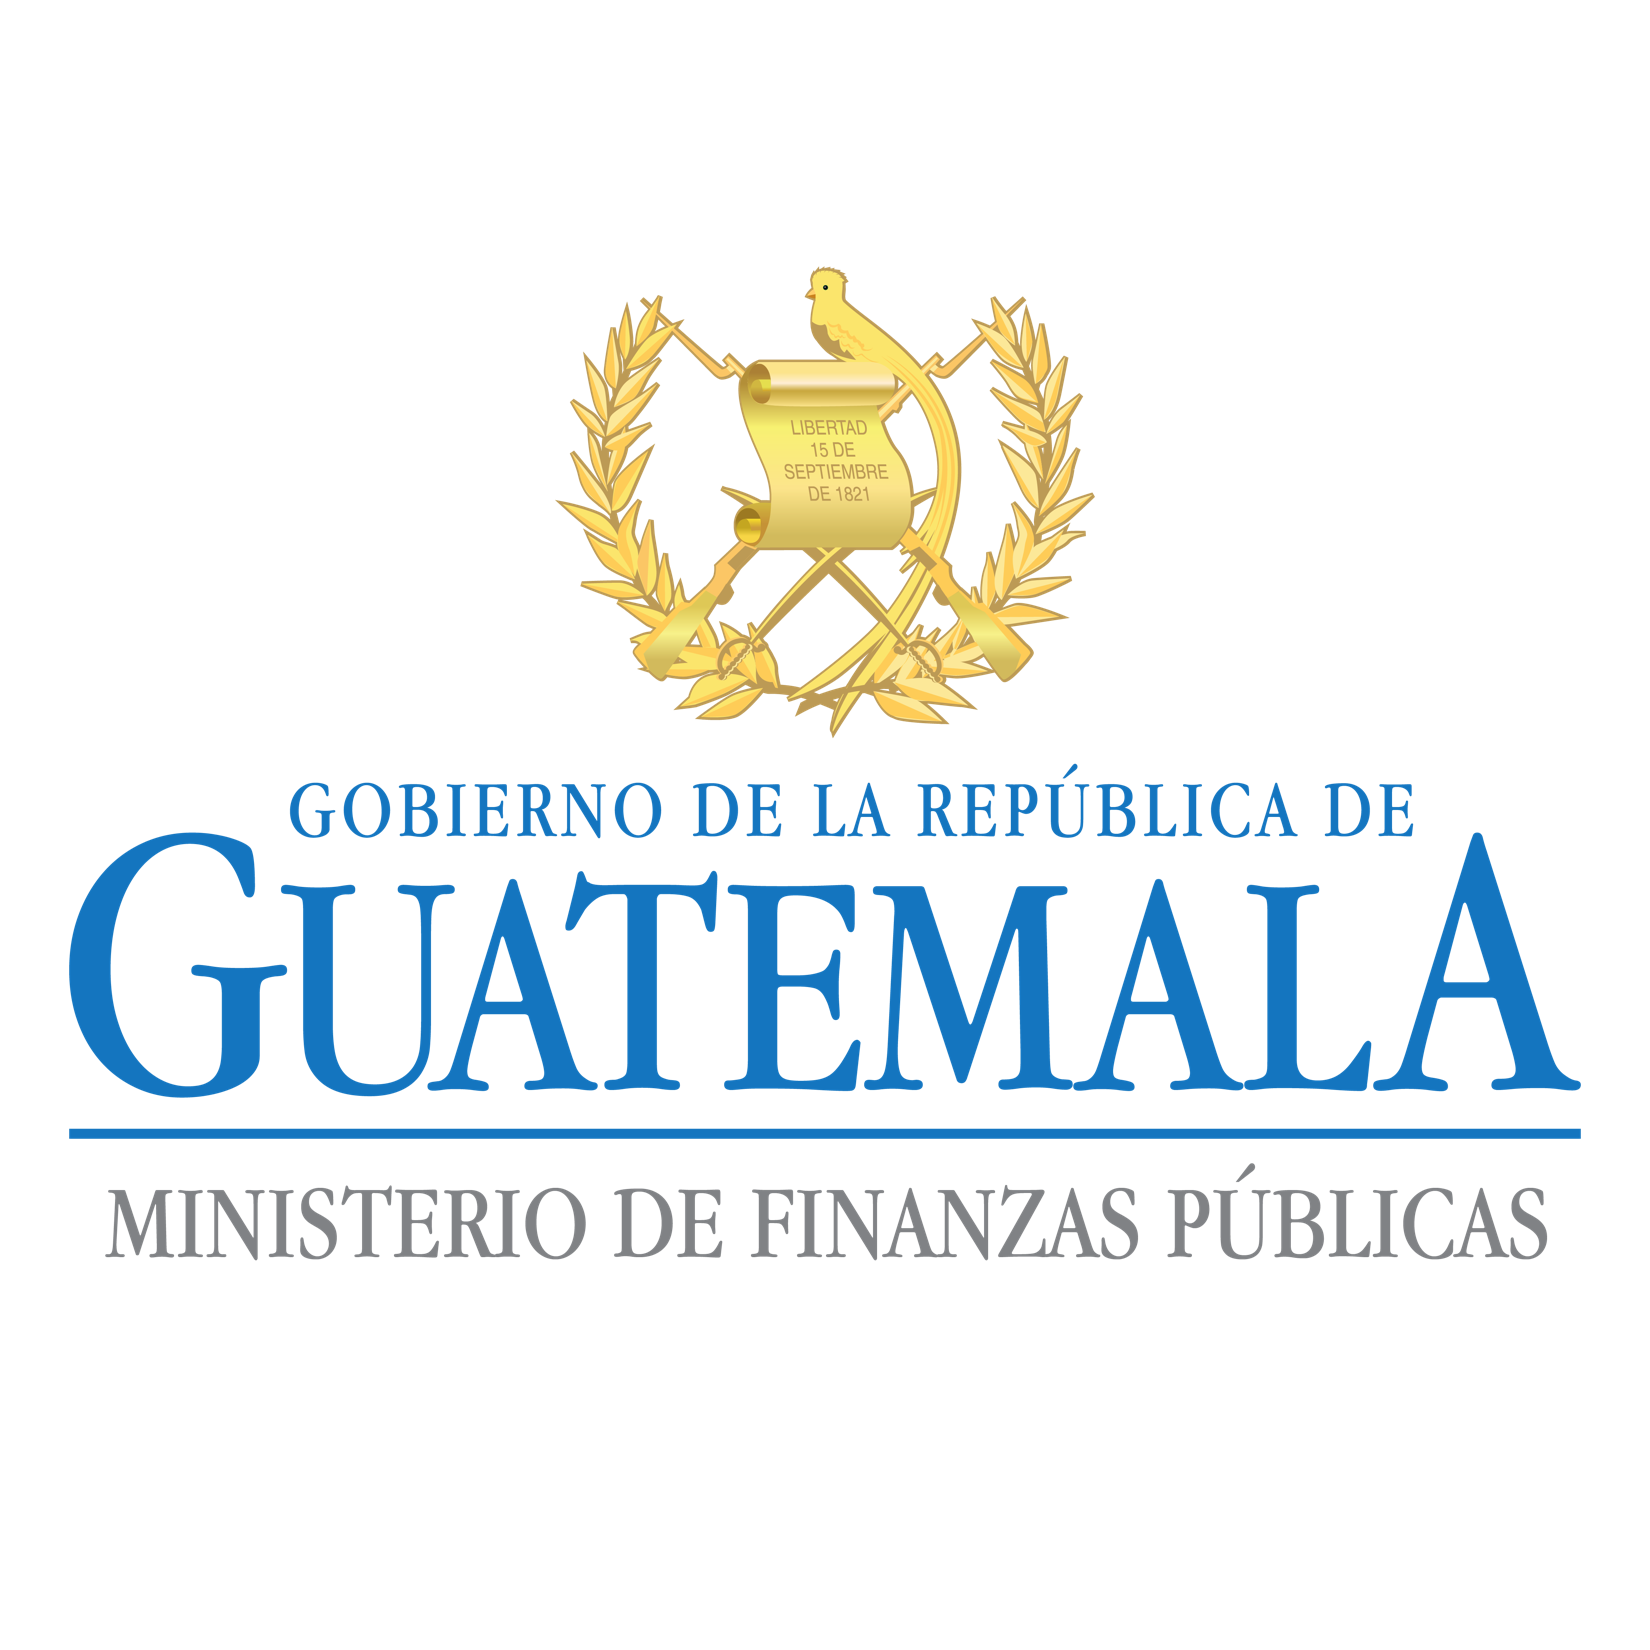 LIBERTAD
15 DE
SEPTIEMBRE
DE 1821
GOBIERNO DE LA REPÚBLICA DE
GUATEMALA
MINISTERIO DE FINANZAS PÚBLICAS